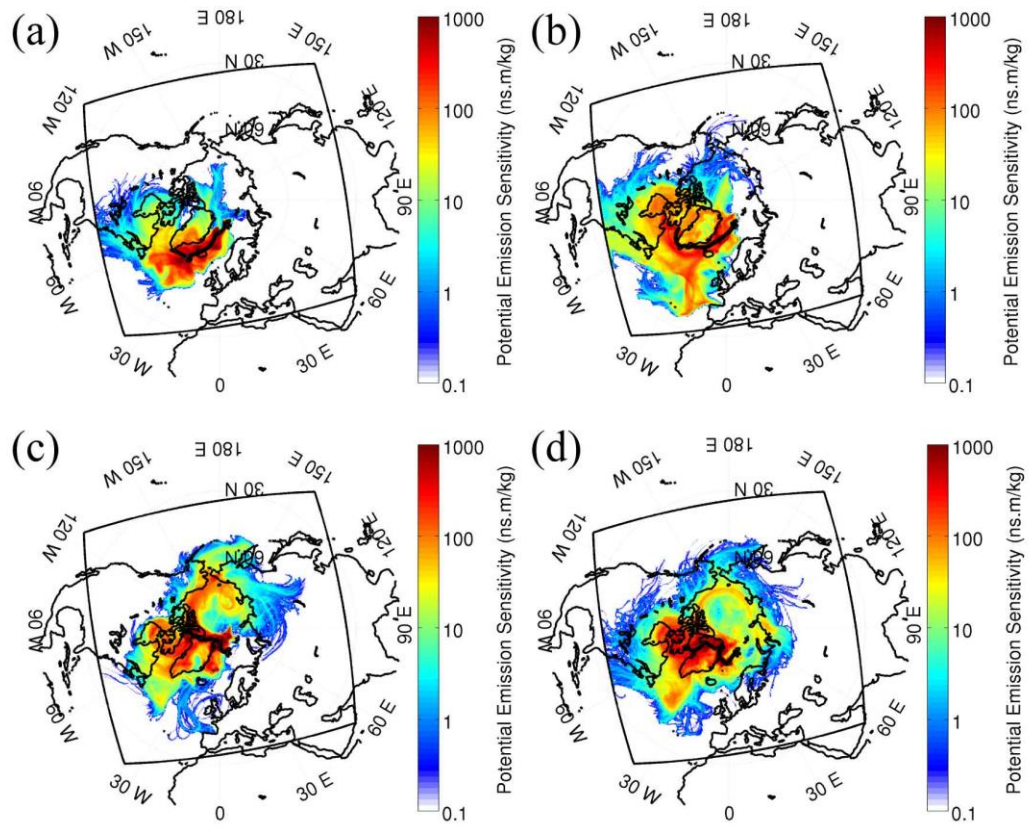 (a)
180 E
150 W
150 E
30 N
120 W
120 E
60 N
90 W
90 E
60 W
60 E
30 W
30 E
0
1000
100
10
1
0.1
Potential Emission Sensitivity (ns.m/kg)
(b)
180 E
150 W
150 E
30 N
120 W
120 E
60 N
90 W
90 E
60 W
60 E
30 W
30 E
0
1000
100
10
1
0.1
Potential Emission Sensitivity (ns.m/kg)
(c)
180 E
150 W
150 E
30 N
120 W
120 E
60 N
90 W
90 E
60 W
60 E
30 W
30 E
0
1000
100
10
1
0.1
Potential Emission Sensitivity (ns.m/kg)
(d)
180 E
150 W
150 E
30 N
120 W
120 E
60 N
90 W
90 E
60 W
60 E
30 W
30 E
0
1000
100
10
1
0.1
Potential Emission Sensitivity (ns.m/kg)